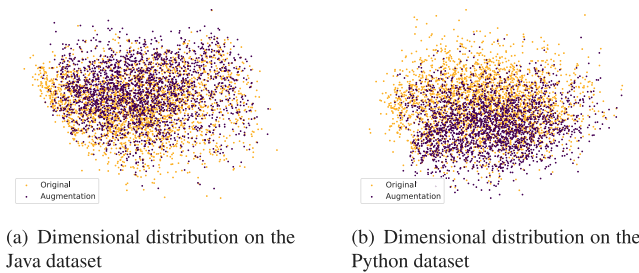 Original
Augmentation
Original
Augmentation
(a) Dimensional distribution on the
Java dataset
(b) Dimensional distribution on the
Python dataset